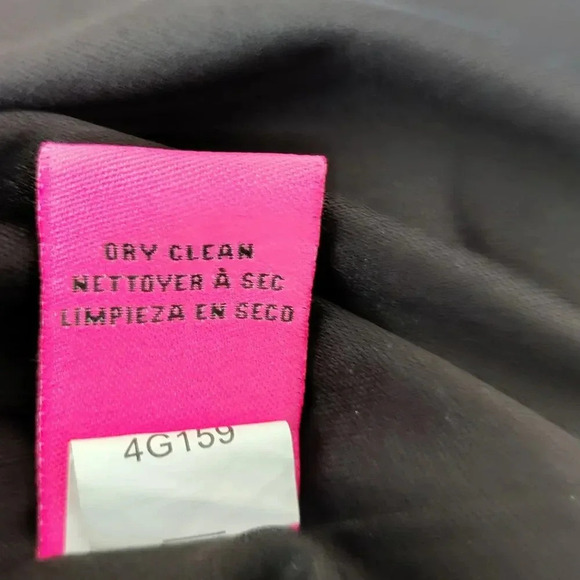 DRY CLEAN
NETTOYER À SEC
LIMPIEZA EN SECO
4G159